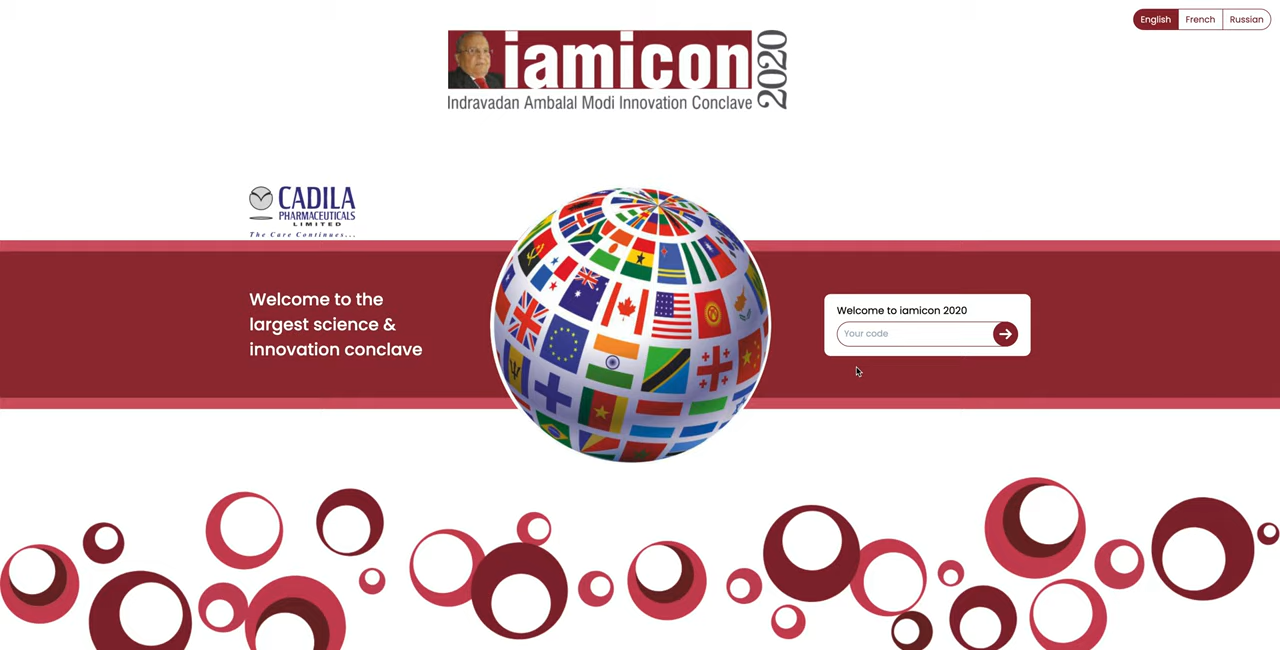 English French Russian
iamicon 2020
Indravadan Ambalal Modi Innovation Conclave
CADILA
PHARMACEUTICALS
LIMITED
The Care Continues...
Welcome to the
largest science &
innovation conclave
Welcome to iamicon 2020
Your code